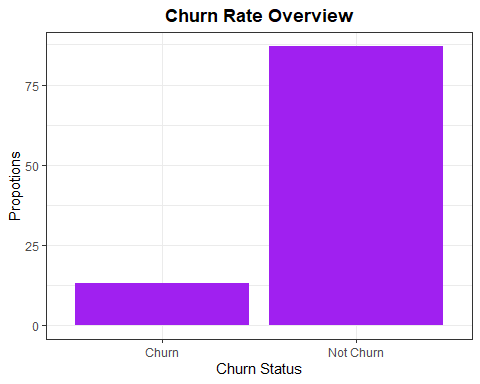 Churn Rate Overview
Propotions
75
50
25
0
Churn
Not Churn
Churn Status